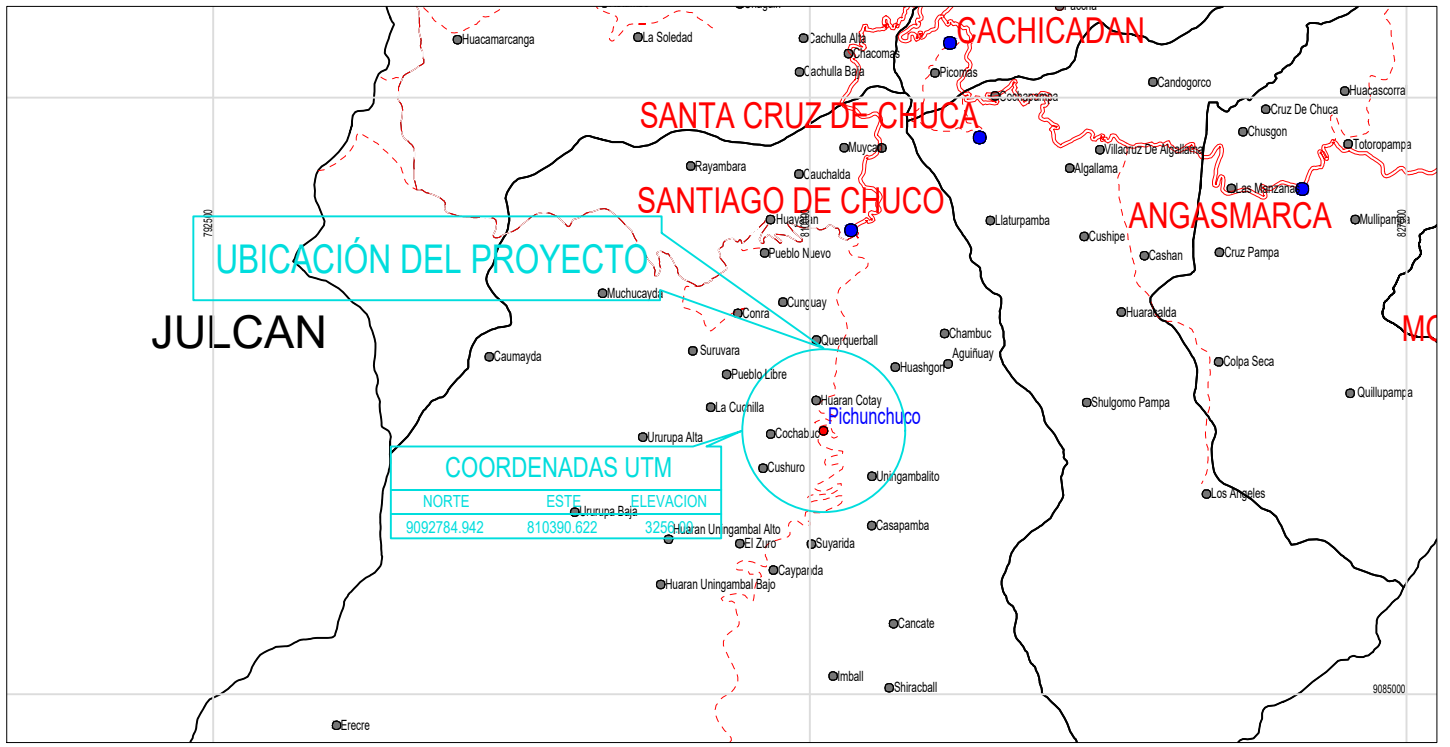 Huacamarcanga
La Soledad
Cachulla Alta
CACHICADAN
Chacomas
Cachulla Baja
Picomas
Candogorco
Huacascorra
Cochapampa
Cruz De Chuca
SANTA CRUZ DE CHUCA
Chusgon
Muycan
Villacruz De Algallama
Totoropampa
Rayambara
Cauchalda
Algallama
Las Manzanas
SANTIAGO DE CHUCO
ANGASMARCA
792500
Huayatan
Llaturpamba
Mullipampa
Cushipe
UBICACIÓN DEL PROYECTO
Pueblo Nuevo
Cashan
Cruz Pampa
Muchucayda
Cunguay
Conra
Huaracalda
JULCAN
Chambuc
Querquerball
Suruvara
Caumayda
Aguiñuay
Huashgon
Colpa Seca
Pueblo Libre
Quillupampa
La Cuchilla
Huaran Cotay
Shulgomo Pampa
Pichunchuco
Ururupa Alta
Cochabuc
COORDENADAS UTM
Cushuro
Uningambalito
NORTE ESTE ELEVACION
Los Angeles
Ururupa Baja
9092784.942 810390.622
Casapamba
Huaran Uningambal Alto
El Zuro
Suyarida
Caypanda
Huaran Uningambal Bajo
Cancate
Imball
Shiracball
9085000
Erecre